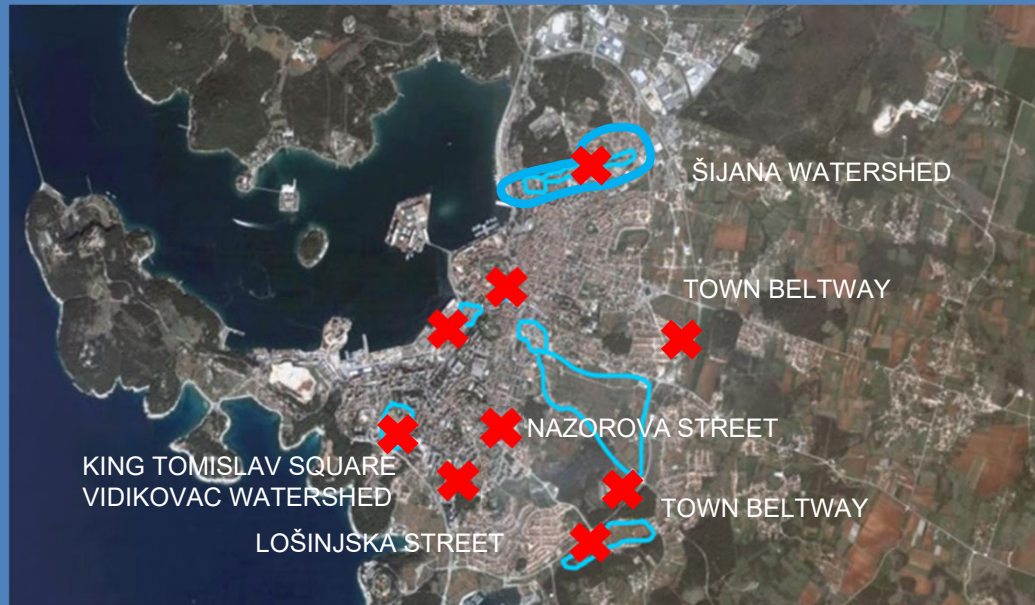 ŠIJANA WATERSHED
TOWN BELTWAY
NAZOROVA STREET
KING TOMISLAV SQUARE
VIDIKOVAC WATERSHED
TOWN BELTWAY
LOŠINJSKA STREET